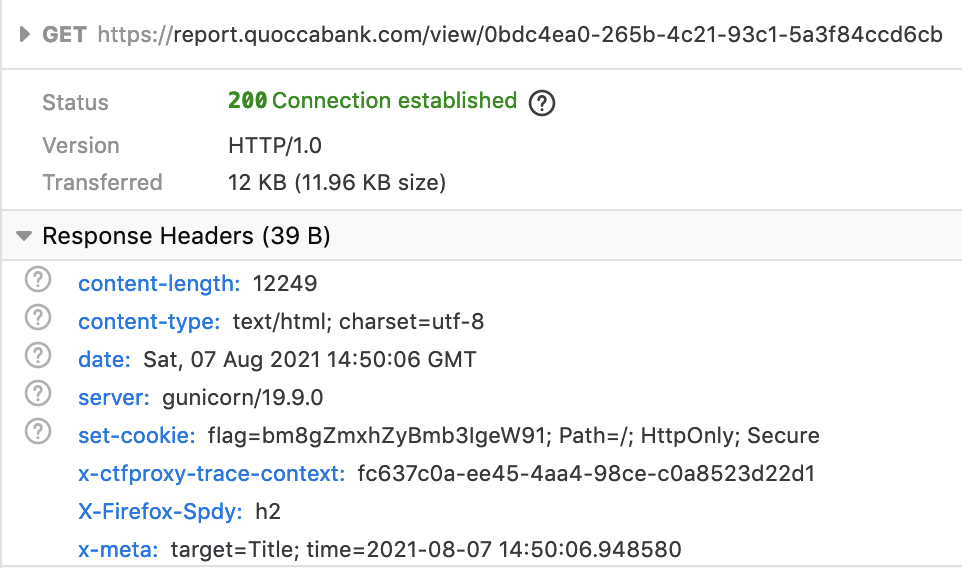 GET https://report.quoccabank.com/view/0bdc4ea0-265b-4c21-93c1-5a3f84ccd6cb
Status 200 Connection established ?
Version HTTP/1.0
Transferred 12 KB (11.96 KB size)
Response Headers (39 B)
? content-length: 12249
? content-type: text/html; charset=utf-8
? date: Sat, 07 Aug 2021 14:50:06 GMT
? server: gunicorn/19.9.0
? set-cookie: flag=bm8gZmxhZyBmb3IgeW91; Path=/; HttpOnly; Secure
x-ctfproxy-trace-context: fc637c0a-ee45-4aa4-98ce-c0a8523d22d1
X-Firefox-Spdy: h2
x-meta: target=Title; time=2021-08-07 14:50:06.948580